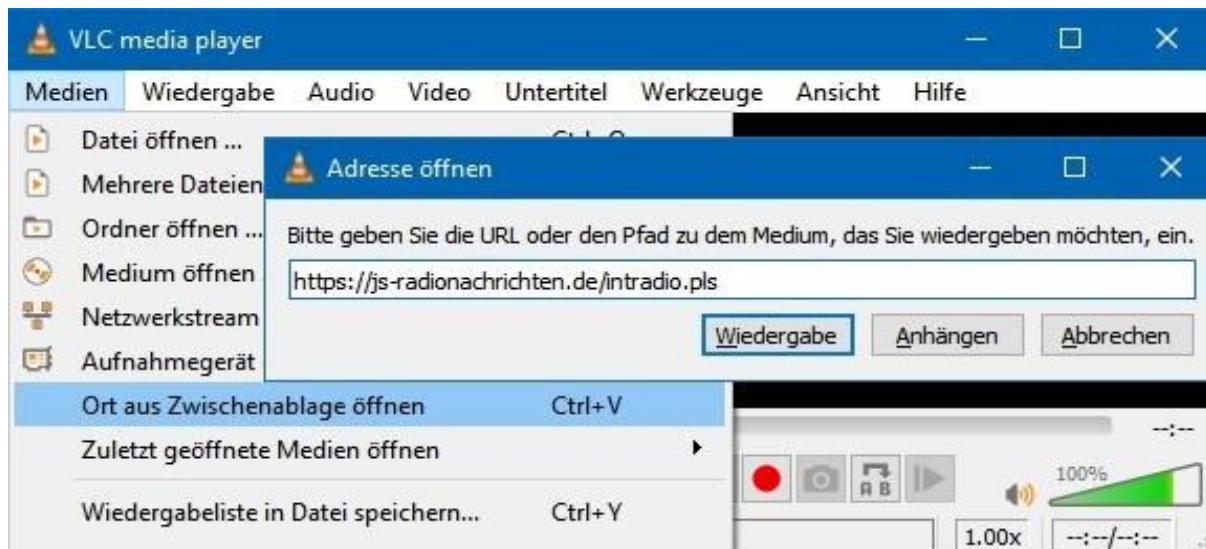 VLC media player
Medien Wiedergabe Audio Video Untertitel Werkzeuge Ansicht Hilfe
Datei öffnen ...
Mehrere Dateien
Ordner öffnen ...
Medium öffnen
Netzwerkstream
Aufnahmegerät
Adresse öffnen
Bitte geben Sie die URL oder den Pfad zu dem Medium, das Sie wiedergeben möchten, ein.
https://js-radionachrichten.de/intradio.pls
Wiedergabe Anhängen Abbrechen
Ort aus Zwischenablage öffnen Ctrl+V
Zuletzt geöffnete Medien öffnen
Wiedergabeliste in Datei speichern... Ctrl+Y
--:--
A B
100%
1.00x --:--/--:--